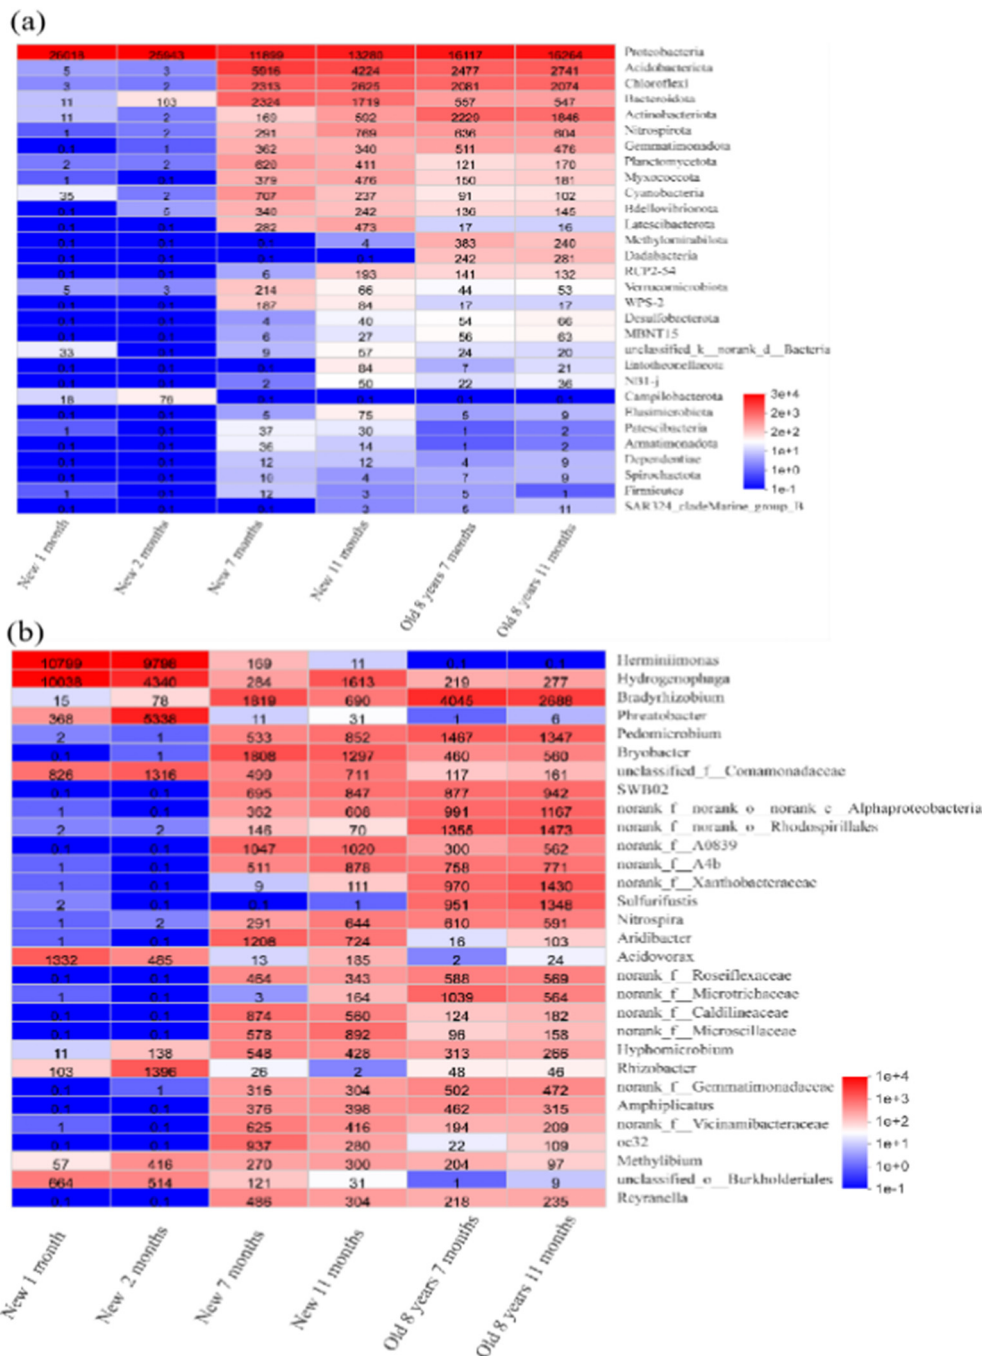 (a)
26018 25943 11899 13280 16117 16264 Proteobacteria
5 3 5916 4224 2477 2741 Acidobacteriota
3 2 2313 2625 2081 2074 Chloroflexi
11 163 2324 1719 557 547 Bacteroidota
11 2 169 592 2220 1846 Actinobacteriota
1 2 291 769 636 604 Nitrospirota
0.1 1 362 340 511 476 Gemmatimonadota
2 2 620 411 121 170 Planctomycetota
1 0.1 379 476 150 181 Myxococcota
35 2 707 237 91 102 Cyanobacteria
0.1 5 340 242 136 145 Bdellovibrionota
0.1 0.1 282 473 17 16 Latescibacterota
0.1 0.1 0.1 4 383 240 Methylomirabilota
0.1 0.1 0.1 0.1 242 281 Dadabacteria
0.1 0.1 6 193 141 132 RCP2-54
5 3 214 66 44 53 Verrucomicrobiota
0.1 0.1 187 84 17 17 WPS-2
0.1 0.1 4 40 54 66 Desulfobacterota
0.1 0.1 6 27 56 63 MBNT15
33 0.1 9 57 24 20 unclassified_k__norank_d__Bacteria
0.1 0.1 0.1 84 7 21 Entotheonellaeota
0.1 0.1 2 50 22 36 NB1-j
18 76 0.1 0.1 0.1 0.1 Campilobacterota
0.1 0.1 5 75 5 9 Elusimicrobiota
1 0.1 37 30 1 2 Patescibacteria
0.1 0.1 36 14 1 2 Armatimonadota
0.1 0.1 12 12 4 9 Dependentiae
0.1 0.1 10 4 7 9 Spirochaetota
1 0.1 12 3 5 1 Firmicutes
0.1 0.1 0.1 3 6 11 SAR324_cladeMarine_group_B
3e+4
2e+3
2e+2
1e+1
1e+0
1e-1
New 1 month New 2 months New 7 months New 11 months Old 8 years 7 months Old 8 years 11 months
(b)
10799 9798 169 11 0.1 0.1 Herminiimonas
10038 4340 284 1613 219 277 Hydrogenophaga
15 78 1819 690 4045 2688 Bradyrhizobium
368 5338 11 31 1 6 Phreatobacter
2 1 533 852 1467 1347 Pedomicrobium
0.1 1 1808 1297 460 560 Bryobacter
826 1316 499 711 117 161 unclassified_f__Comamonadaceae
0.1 0.1 695 847 877 942 SWB02
1 0.1 362 608 991 1167 norank_f__norank_o__norank_c__Alphaproteobacteria
2 2 146 70 1355 1473 norank_f__norank_o__Rhodospirillales
0.1 0.1 1047 1020 300 562 norank_f__A0839
1 0.1 511 878 758 771 norank_f__A4b
1 0.1 9 111 970 1430 norank_f__Xanthobacteraceae
2 0.1 0.1 1 951 1348 Sulfurifustis
1 2 291 644 610 591 Nitrospira
1 0.1 1208 724 16 103 Aridibacter
1332 485 13 185 2 24 Acidovorax
0.1 0.1 464 343 588 569 norank_f__Roseiflexaceae
1 0.1 3 164 1039 564 norank_f__Microtrichaceae
0.1 0.1 874 560 124 182 norank_f__Caldilineaceae
0.1 0.1 578 892 96 158 norank_f__Microscillaceae
11 138 548 428 313 266 Hyphomicrobium
103 1396 26 2 48 46 Rhizobacter
0.1 1 316 304 502 472 norank_f__Gemmatimonadaceae
0.1 0.1 376 398 462 315 Amphiplicatus
1 0.1 625 416 194 209 norank_f__Vicinamibacteraceae
0.1 0.1 937 280 22 109 oc32
57 416 270 300 204 97 Methylibium
664 514 121 31 1 9 unclassified_o__Burkholderiales
0.1 0.1 486 304 218 235 Reyranella
1e+4
1e+3
1e+2
1e+1
1e+0
1e-1
New 1 month New 2 months New 7 months New 11 months Old 8 years 7 months Old 8 years 11 months